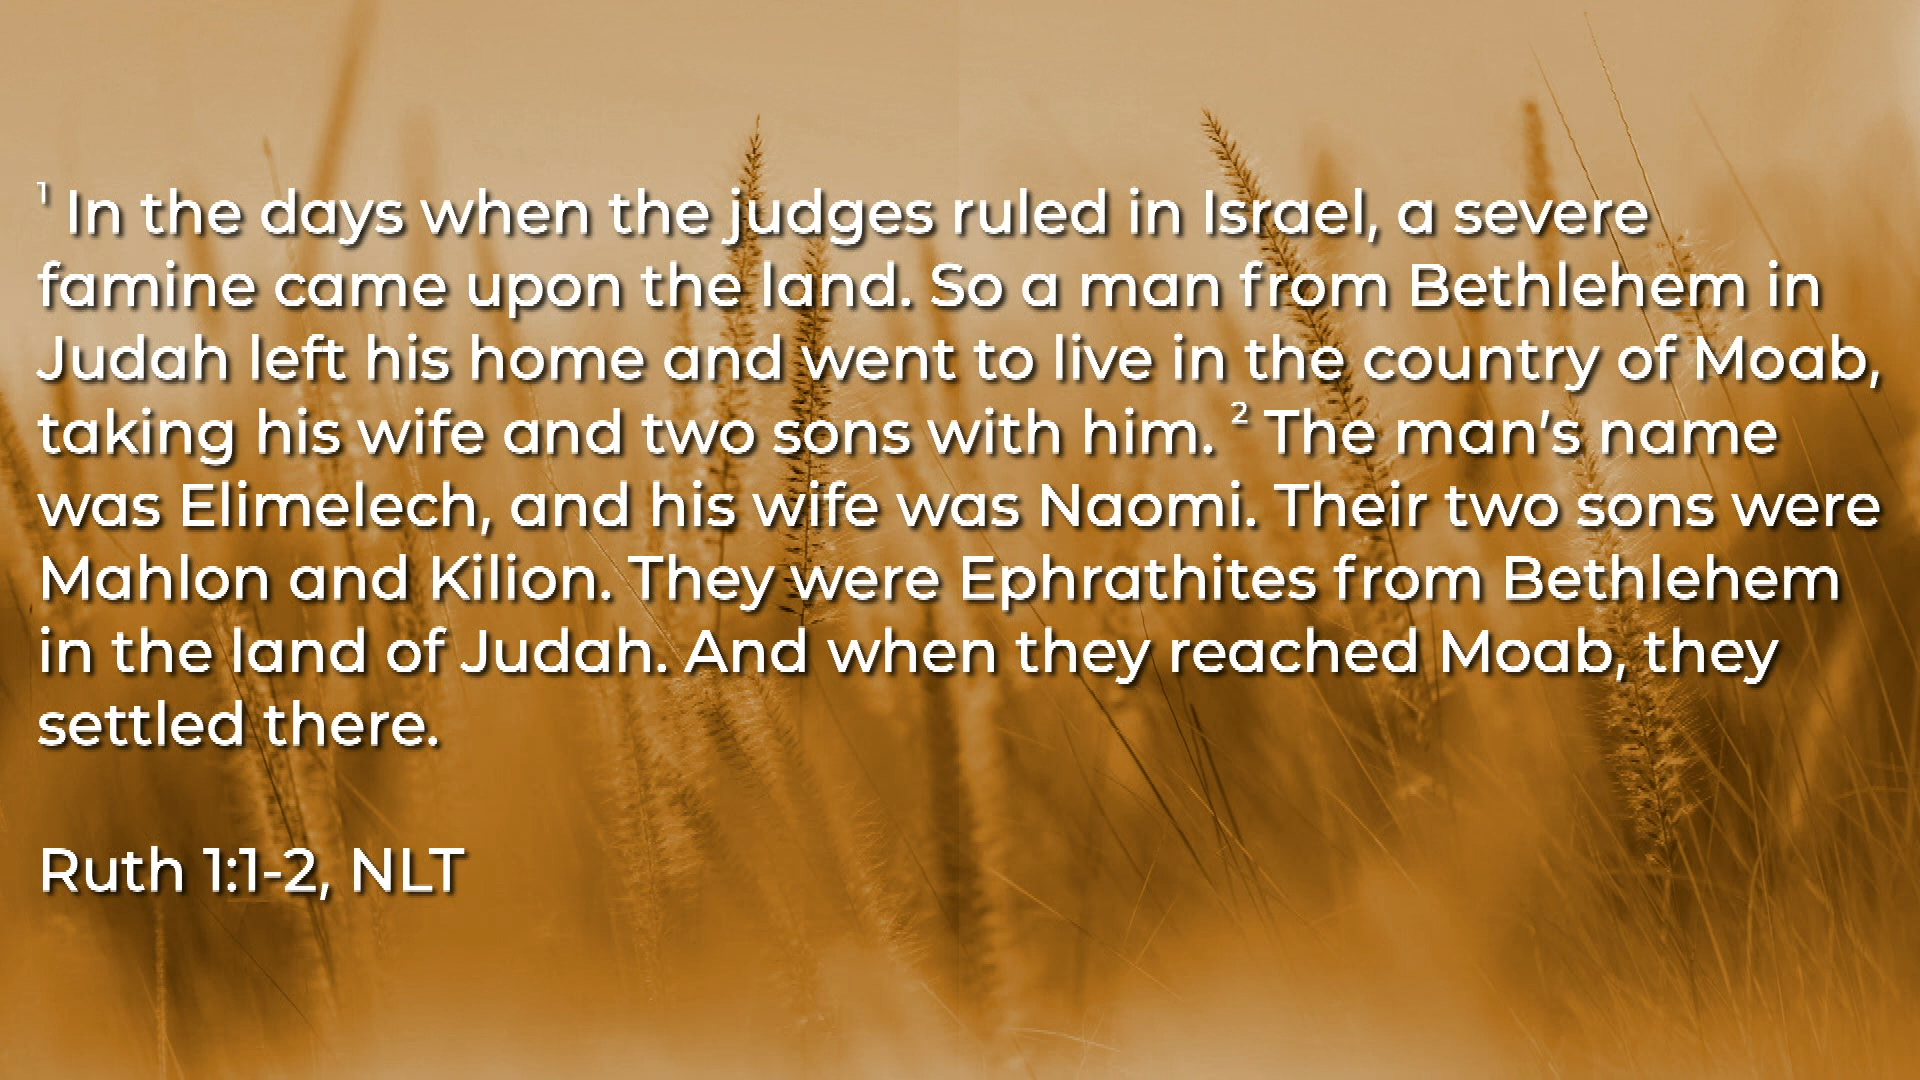 1 In the days when the judges ruled in Israel, a severe
famine came upon the land. So a man from Bethlehem in
Judah left his home and went to live in the country of Moab,
taking his wife and two sons with him. 2 The man’s name
was Elimelech, and his wife was Naomi. Their two sons were
Mahlon and Kilion. They were Ephrathites from Bethlehem
in the land of Judah. And when they reached Moab, they
settled there.
Ruth 1:1-2, NLT